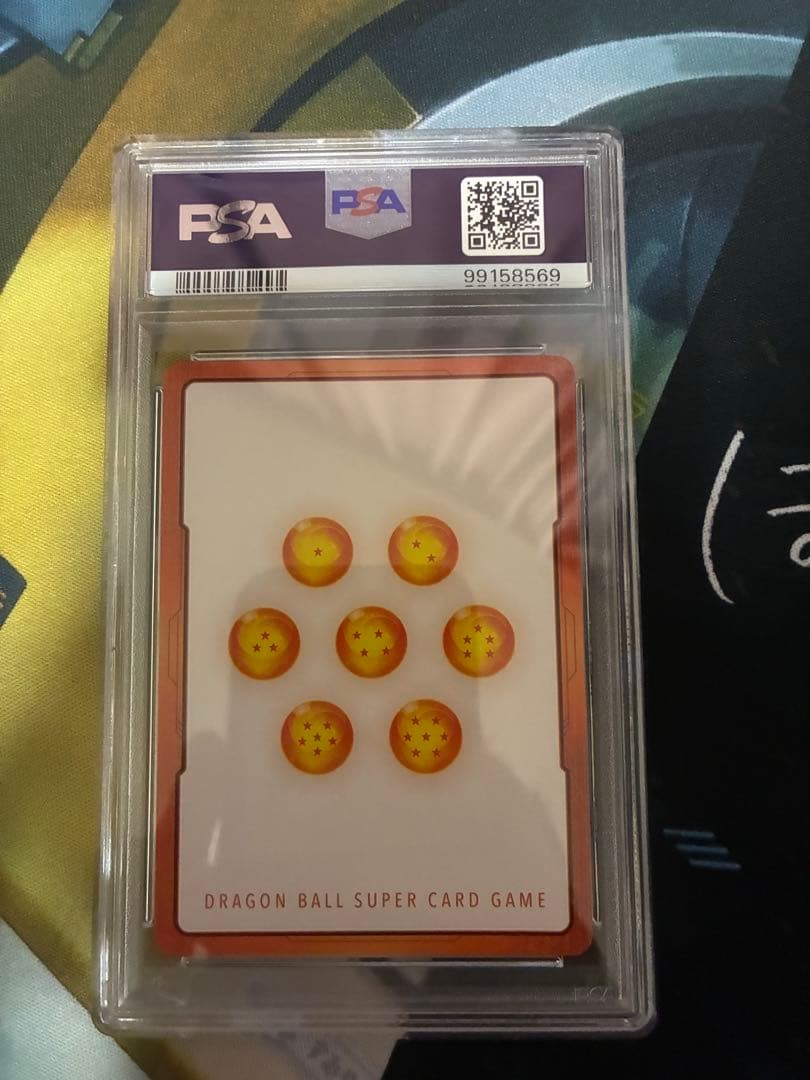 PSA
PSA
99158569
DRAGON BALL SUPER CARD GAME